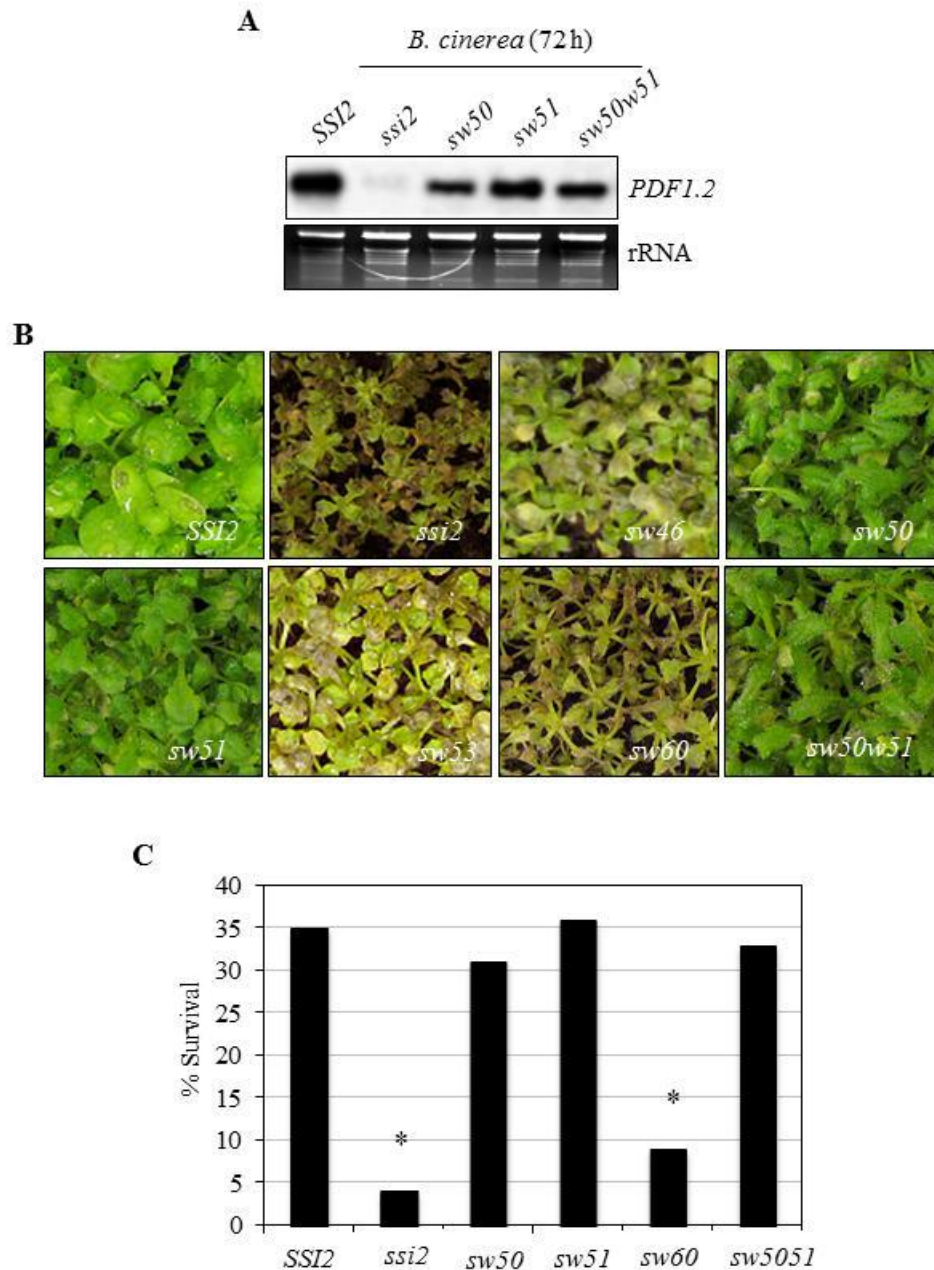 A
B. cinerea (72 h)
SSI2 ssi2 sw50 sw51 sw50w51
PDF1.2
rRNA
B
SSI2 ssi2 sw46 sw50
sw51 sw53 sw60 sw50w51
C
% Survival
40
35
30
25
20
15
10
5
0
*
*
SSI2 ssi2 sw50 sw51 sw60 sw5051